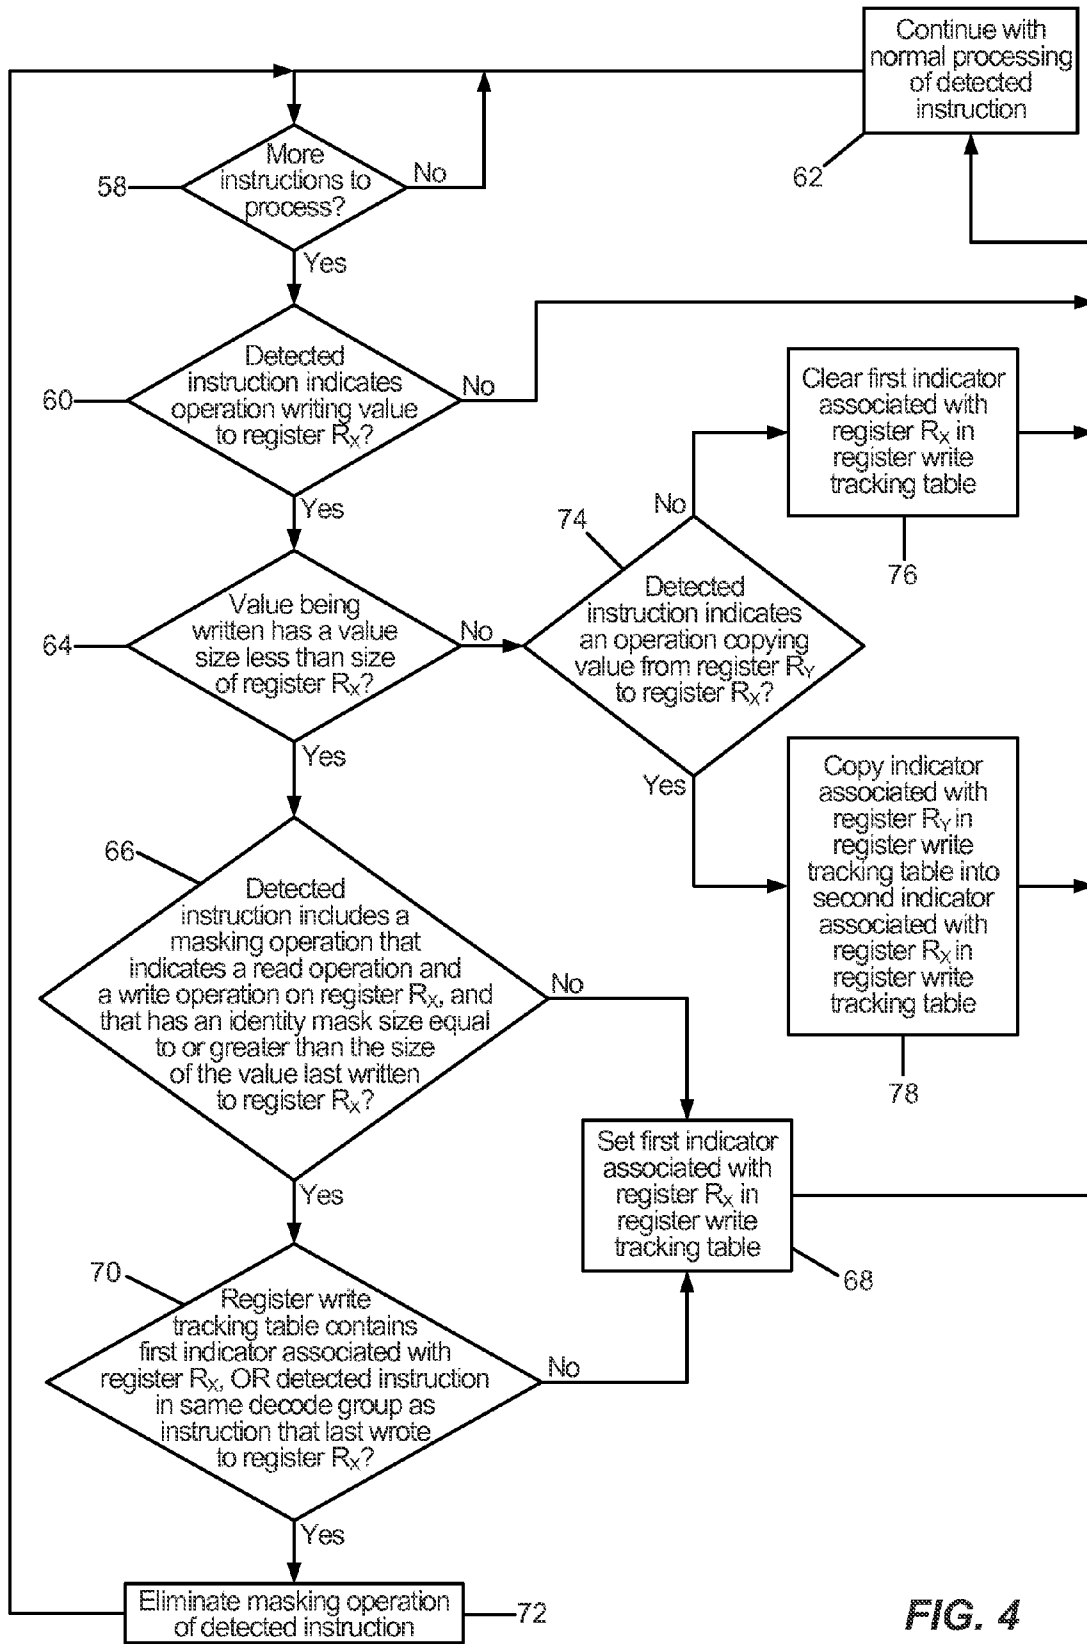 Continue with
normal processing
of detected
instruction
62
More
instructions to
process?
58
No
Yes
Detected
instruction indicates
operation writing value
to register RX?
60
No
Yes
Clear first indicator
associated with
register RX in
register write
tracking table
76
Value being
written has a value
size less than size
of register RX?
64
No
Yes
74
No
Detected
instruction indicates
an operation copying
value from register RY
to register RX?
Yes
Copy indicator
associated with
register RY in
register write
tracking table into
second indicator
associated with
register RX in
register write
tracking table
78
66
Detected
instruction includes a
masking operation that
indicates a read operation and
a write operation on register RX, and
that has an identity mask size equal
to or greater than the size
of the value last written
to register RX?
No
Yes
Set first indicator
associated with
register RX in
register write
tracking table
68
70
Register write
tracking table contains
first indicator associated with
register RX, OR detected instruction
in same decode group as
instruction that last wrote
to register RX?
No
Yes
Eliminate masking operation
of detected instruction
72
FIG. 4